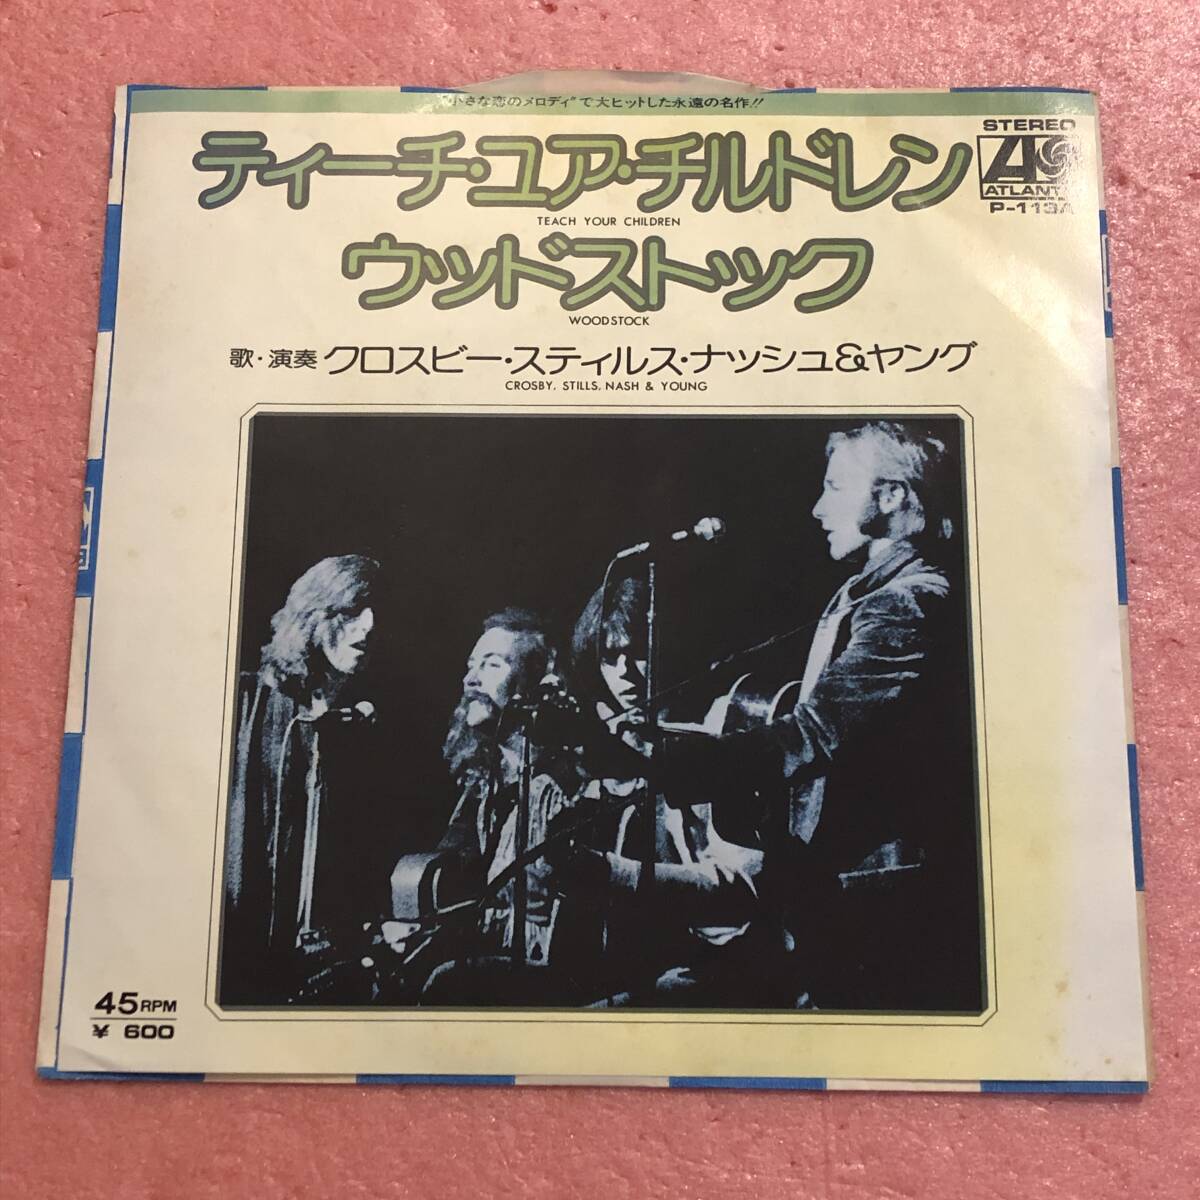 "小さな恋のメロディ"で大ヒットした永遠の名作!!
STEREO
ティーチ・ユア・チルドレン
TEACH YOUR CHILDREN
ATLANTI
P-113A
ウッドストック
WOODSTOCK
歌・演奏 クロスビー・スティルス・ナッシュ&ヤング
CROSBY, STILLS, NASH & YOUNG
45RPM
¥ 600